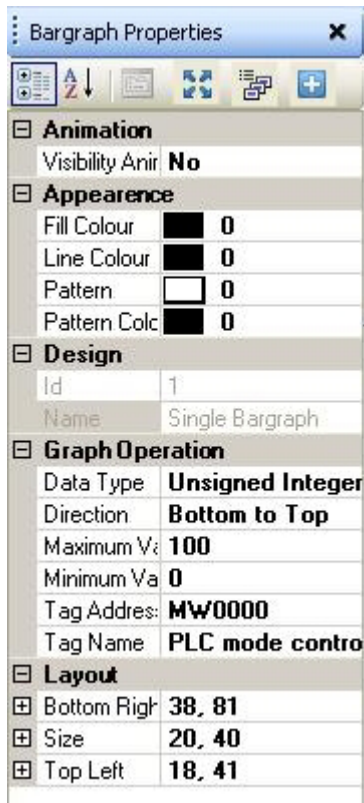 Bargraph Properties
Animation
Visibility Anir No
Appearence
Fill Colour 0
Line Colour 0
Pattern 0
Pattern Colc 0
Design
Id 1
Name Single Bargraph
Graph Operation
Data Type Unsigned Integer
Direction Bottom to Top
Maximum Va 100
Minimum Va 0
Tag Address MW0000
Tag Name PLC mode contro
Layout
Bottom Righ 38, 81
Size 20, 40
Top Left 18, 41